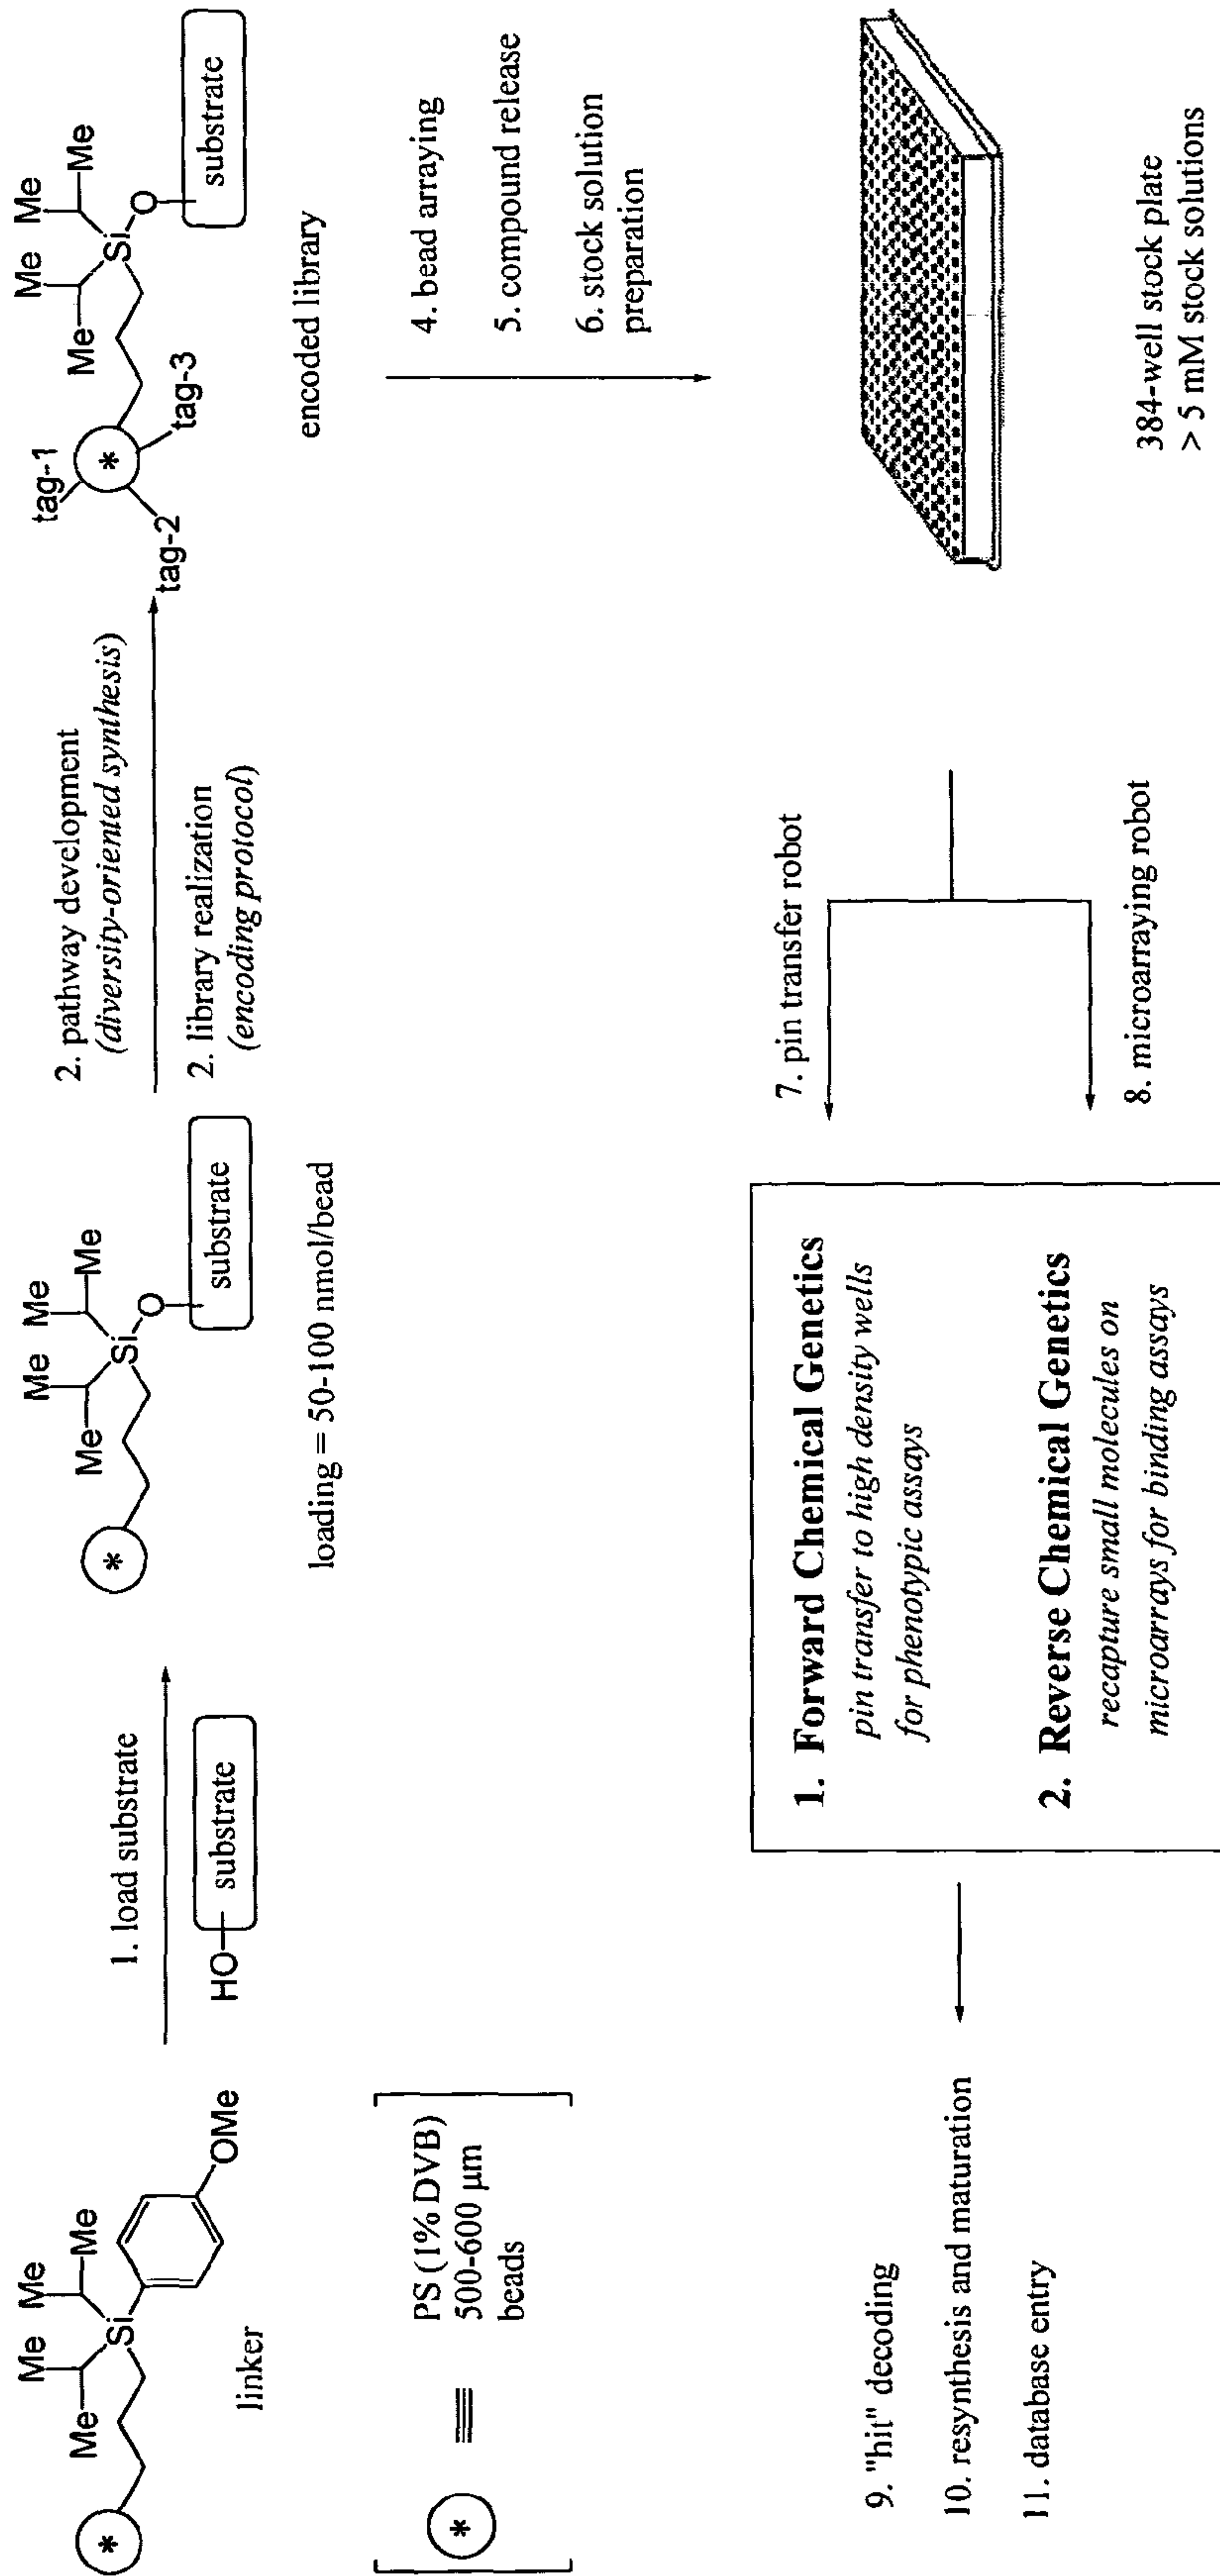 Me
Me
Me
Me
Si
OMe
linker
*
*
≡
PS (1% DVB)
500-600 µm
beads
1. load substrate
HO
substrate
Me
Me
Me
Me
Si
O
substrate
*
loading = 50-100 nmol/bead
2. pathway development
(diversity-oriented synthesis)
2. library realization
(encoding protocol)
tag-1
tag-2
tag-3
*
Me
Me
Me
Me
Si
O
substrate
encoded library
4. bead arraying
5. compound release
6. stock solution
preparation
384-well stock plate
> 5 mM stock solutions
7. pin transfer robot
8. microarraying robot
1. Forward Chemical Genetics
pin transfer to high density wells
for phenotypic assays
2. Reverse Chemical Genetics
recapture small molecules on
microarrays for binding assays
9. "hit" decoding
10. resynthesis and maturation
11. database entry